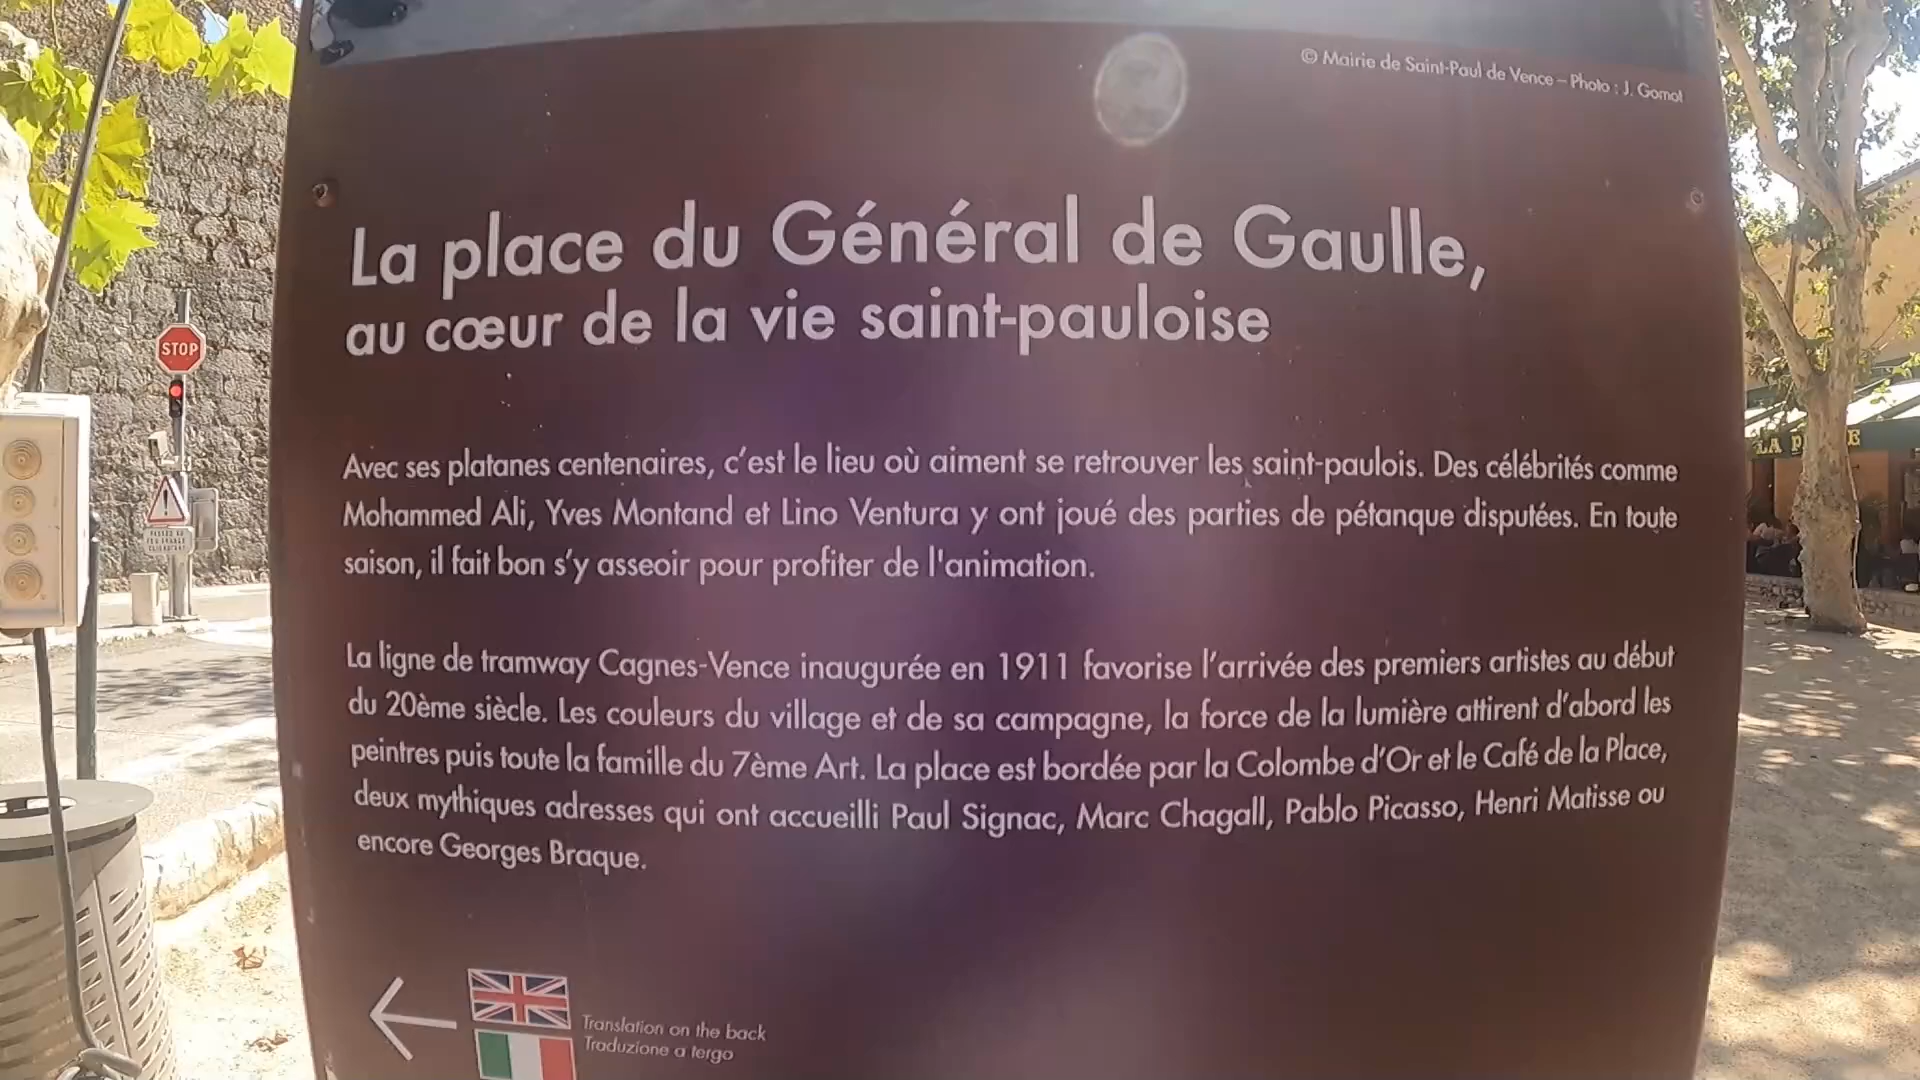 © Mairie de Saint-Paul de Vence – Photo : J. Gomot
La place du Général de Gaulle,
au cœur de la vie saint-pauloise
STOP
LA
Avec ses platanes centenaires, c’est le lieu où aiment se retrouver les saint-paulois. Des célébrités comme
Mohammed Ali, Yves Montand et Lino Ventura y ont joué des parties de pétanque disputées. En toute
saison, il fait bon s’y asseoir pour profiter de l'animation.
La ligne de tramway Cagnes-Vence inaugurée en 1911 favorise l’arrivée des premiers artistes au début
du 20ème siècle. Les couleurs du village et de sa campagne, la force de la lumière attirent d’abord les
peintres puis toute la famille du 7ème Art. La place est bordée par la Colombe d’Or et le Café de la Place,
deux mythiques adresses qui ont accueilli Paul Signac, Marc Chagall, Pablo Picasso, Henri Matisse ou
encore Georges Braque.
Translation on the back
Traduzione a tergo